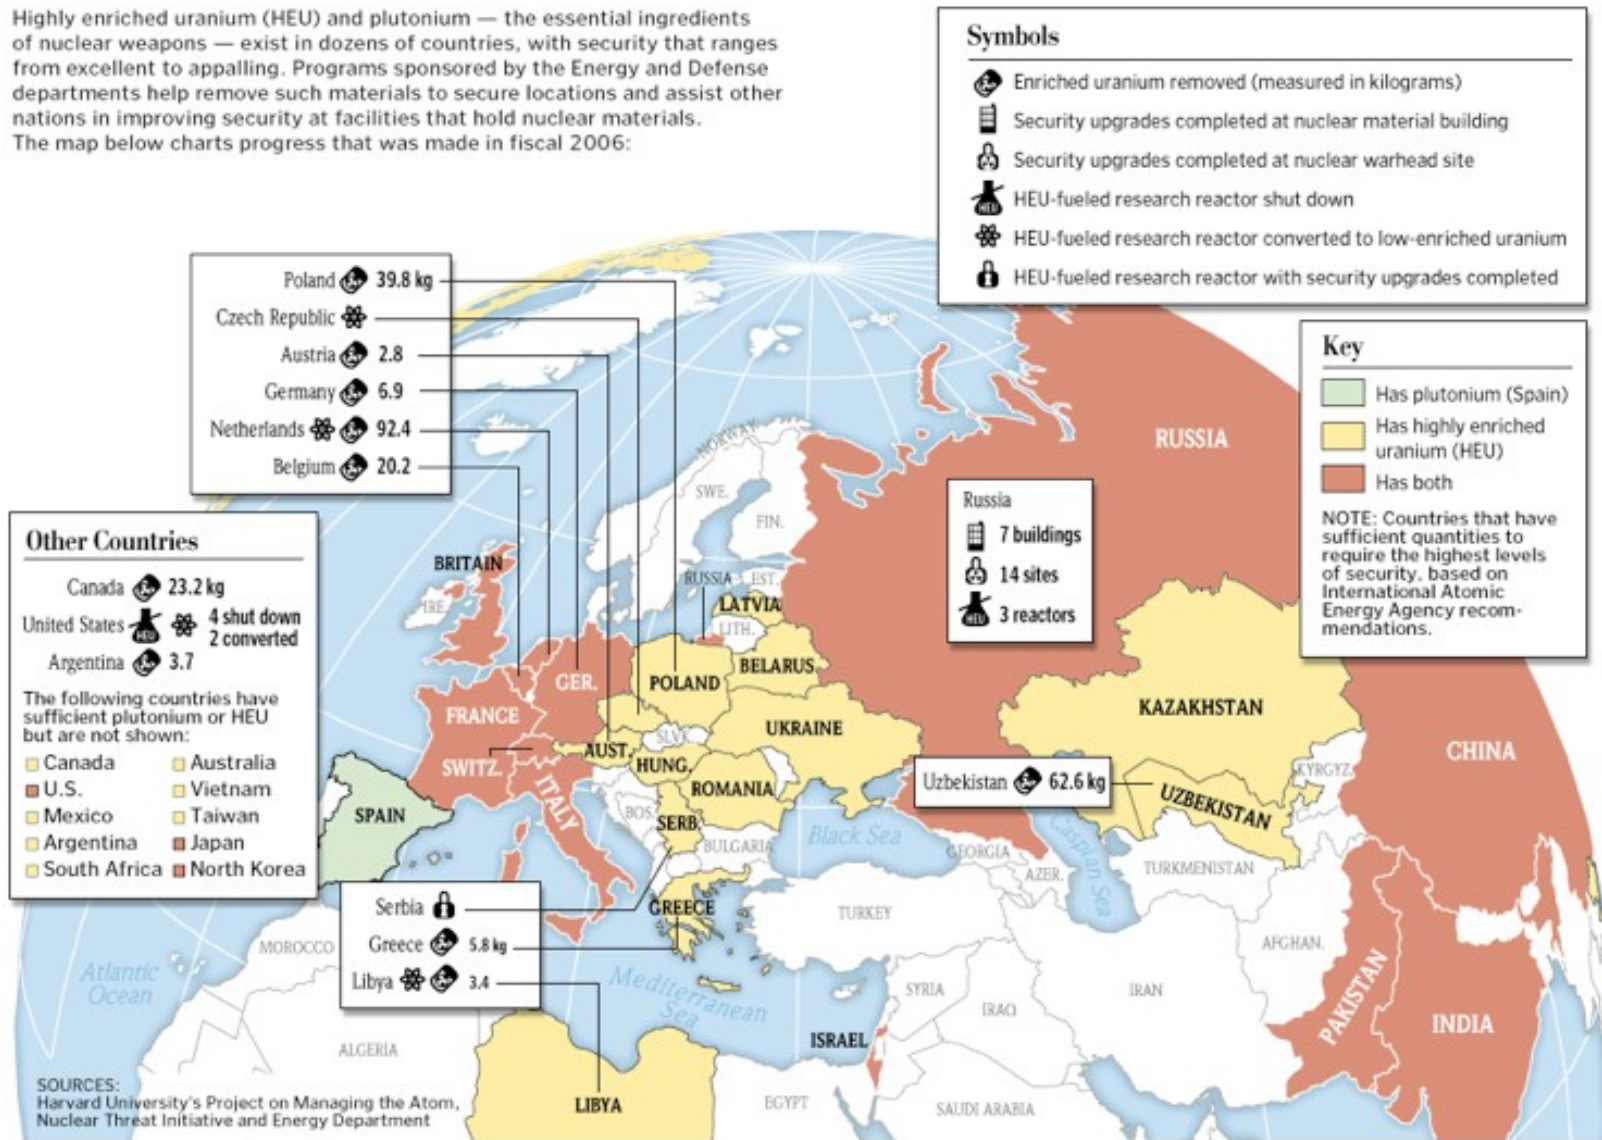 Highly enriched uranium (HEU) and plutonium — the essential ingredients
of nuclear weapons — exist in dozens of countries, with security that ranges
from excellent to appalling. Programs sponsored by the Energy and Defense
departments help remove such materials to secure locations and assist other
nations in improving security at facilities that hold nuclear materials.
The map below charts progress that was made in fiscal 2006:
Symbols
Enriched uranium removed (measured in kilograms)
Security upgrades completed at nuclear material building
Security upgrades completed at nuclear warhead site
HEU-fueled research reactor shut down
HEU-fueled research reactor converted to low-enriched uranium
HEU-fueled research reactor with security upgrades completed
Key
Has plutonium (Spain)
Has highly enriched
uranium (HEU)
Has both
NOTE: Countries that have
sufficient quantities to
require the highest levels
of security. based on
International Atomic
Energy Agency recom-
mendations.
Poland 39.8 kg
Czech Republic
Austria 2.8
Germany 6.9
Netherlands 92.4
Belgium 20.2
Other Countries
Canada 23.2 kg
United States HEU 4 shut down
2 converted
Argentina 3.7
The following countries have
sufficient plutonium or HEU
but are not shown:
Canada
U.S.
Mexico
Argentina
South Africa
Australia
Vietnam
Taiwan
Japan
North Korea
Russia
7 buildings
14 sites
HEU 3 reactors
Uzbekistan 62.6 kg
Serbia
Greece 5.8 kg
Libya 3.4
RUSSIA
NORWAY
SWE.
FIN.
RUSSIA
EST.
LATVIA
LITH.
BRITAIN
IRE.
GER.
POLAND
BELARUS
UKRAINE
KAZAKHSTAN
CHINA
FRANCE
SWITZ.
ITALY
AUST.
SLVK.
HUNG.
ROMANIA
SERB.
BOS.
BULGARIA
SPAIN
GREECE
Black Sea
GEORGIA
AZER.
Caspian Sea
UZBEKISTAN
KYRGYZ.
TURKMENISTAN
TURKEY
AFGHAN.
SYRIA
IRAQ
IRAN
PAKISTAN
INDIA
ISRAEL
MOROCCO
Atlantic
Ocean
Mediterranean
Sea
ALGERIA
LIBYA
EGYPT
SAUDI ARABIA
SOURCES:
Harvard University's Project on Managing the Atom,
Nuclear Threat Initiative and Energy Department